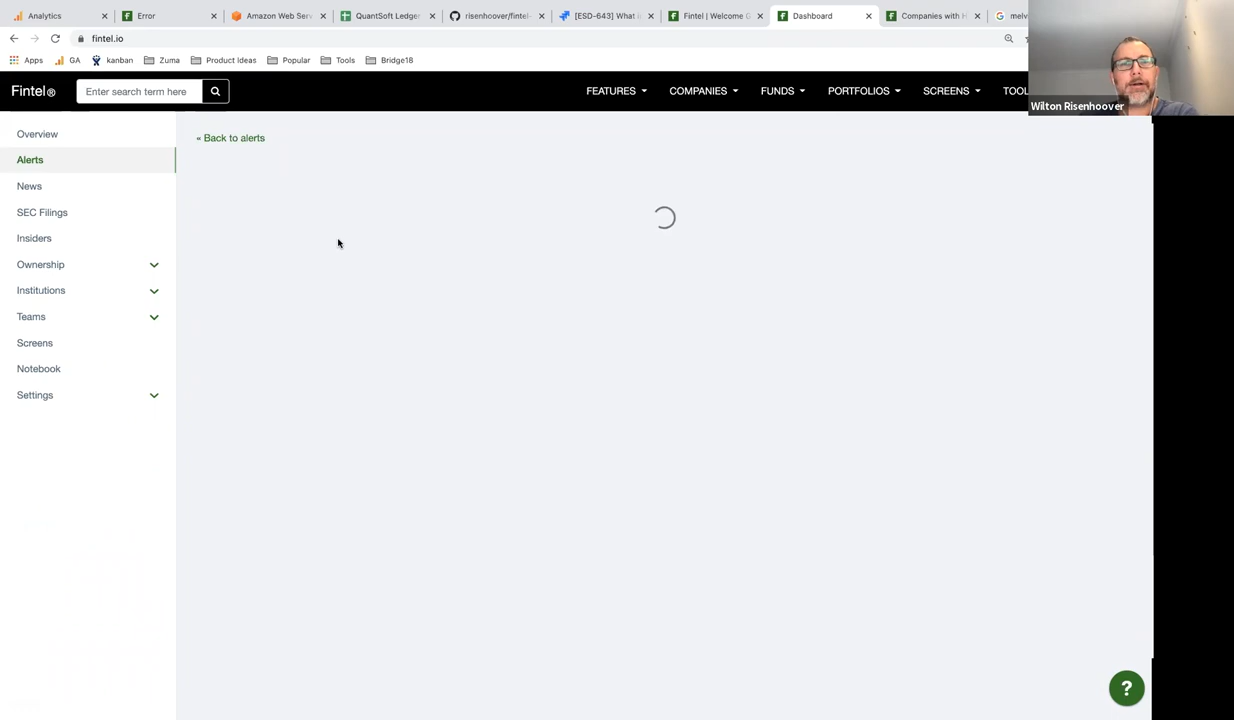 Analytics
Error
Amazon Web Serv
QuantSoft Ledger
risenhoover/fintel-
[ESD-643] What i
Fintel | Welcome G
Dashboard
Companies with H
melv
fintel.io
Apps
GA
kanban
Zuma
Product Ideas
Popular
Tools
Bridge18
Fintel®
Enter search term here
FEATURES
COMPANIES
FUNDS
PORTFOLIOS
SCREENS
TOOL
Wilton Risenhoover
Overview
Alerts
News
SEC Filings
Insiders
Ownership
Institutions
Teams
Screens
Notebook
Settings
« Back to alerts
?